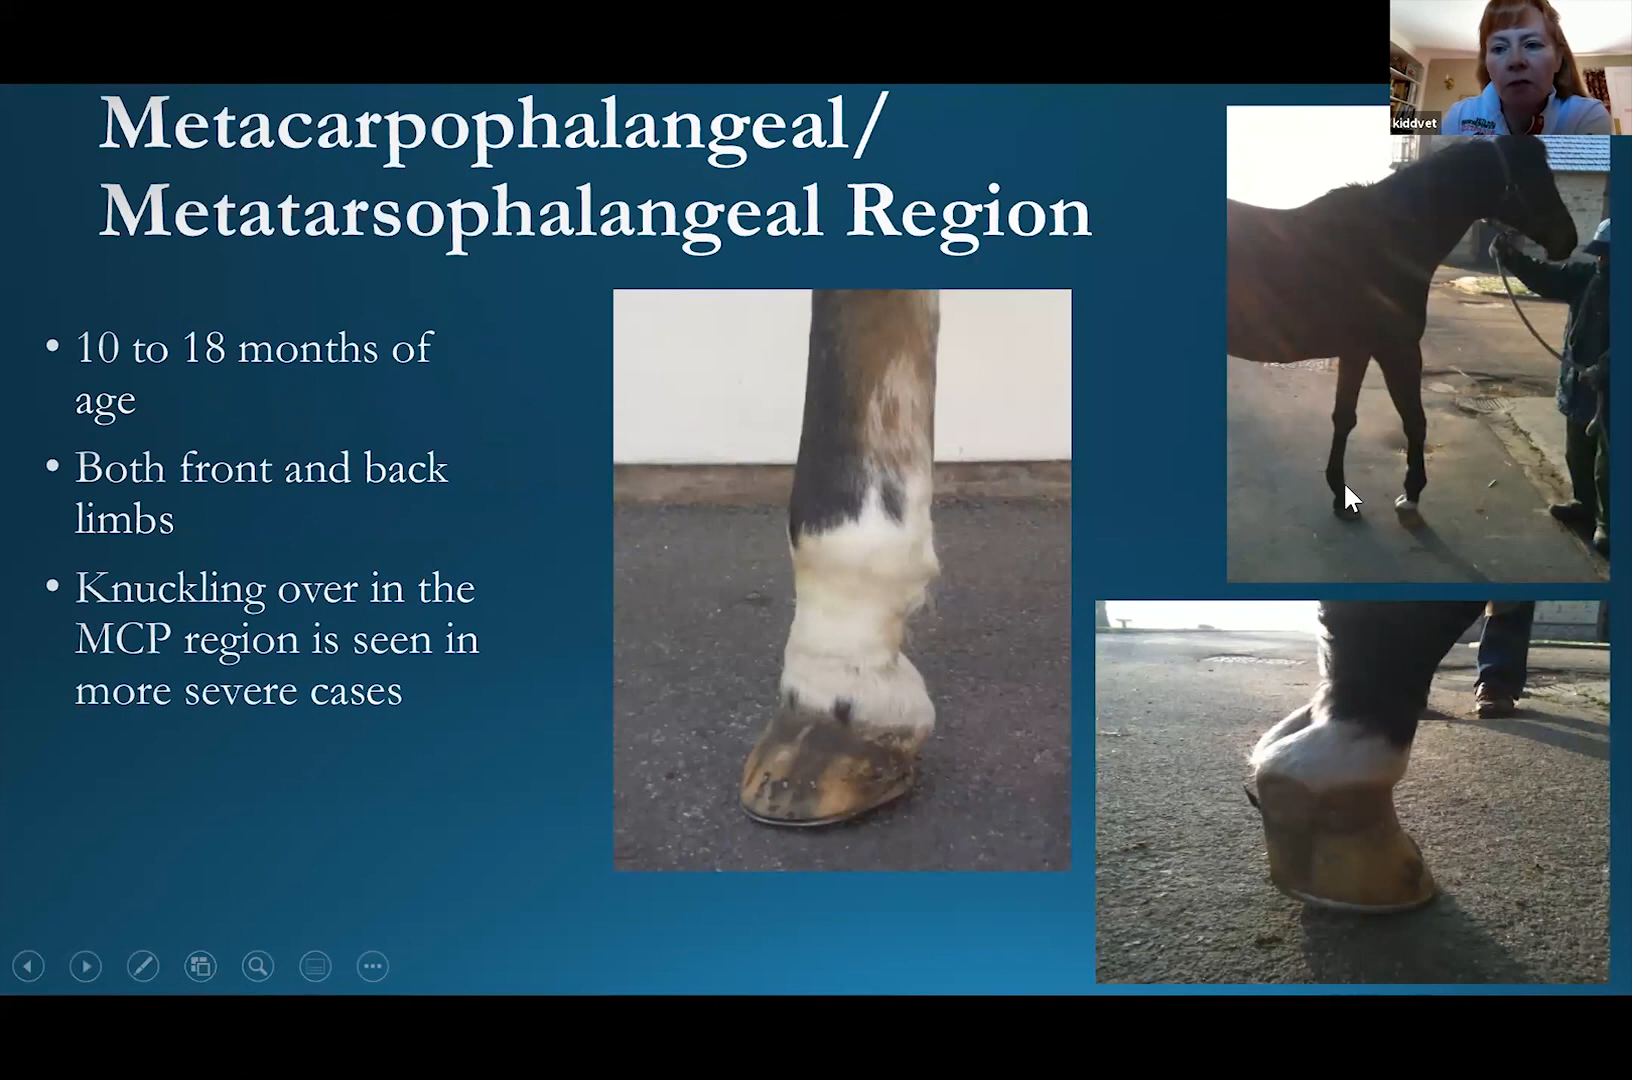 kiddvet
Metacarpophalangeal/
Metatarsophalangeal Region
• 10 to 18 months of
age
• Both front and back
limbs
• Knuckling over in the
MCP region is seen in
more severe cases